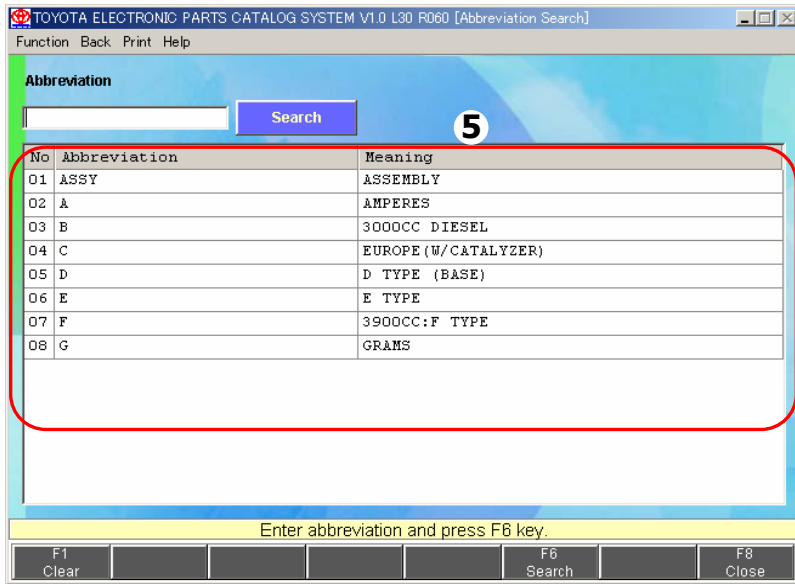 TOYOTA ELECTRONIC PARTS CATALOG SYSTEM V1.0 L30 R060 [Abbreviation Search]
Function Back Print Help
Abbreviation
Search
5
No Abbreviation Meaning
01 ASSY ASSEMBLY
02 A AMPERES
03 B 3000CC DIESEL
04 C EUROPE(W/CATALYZER)
05 D D TYPE (BASE)
06 E E TYPE
07 F 3900CC:F TYPE
08 G GRAMS
Enter abbreviation and press F6 key.
F1 F6 F8
Clear Search Close